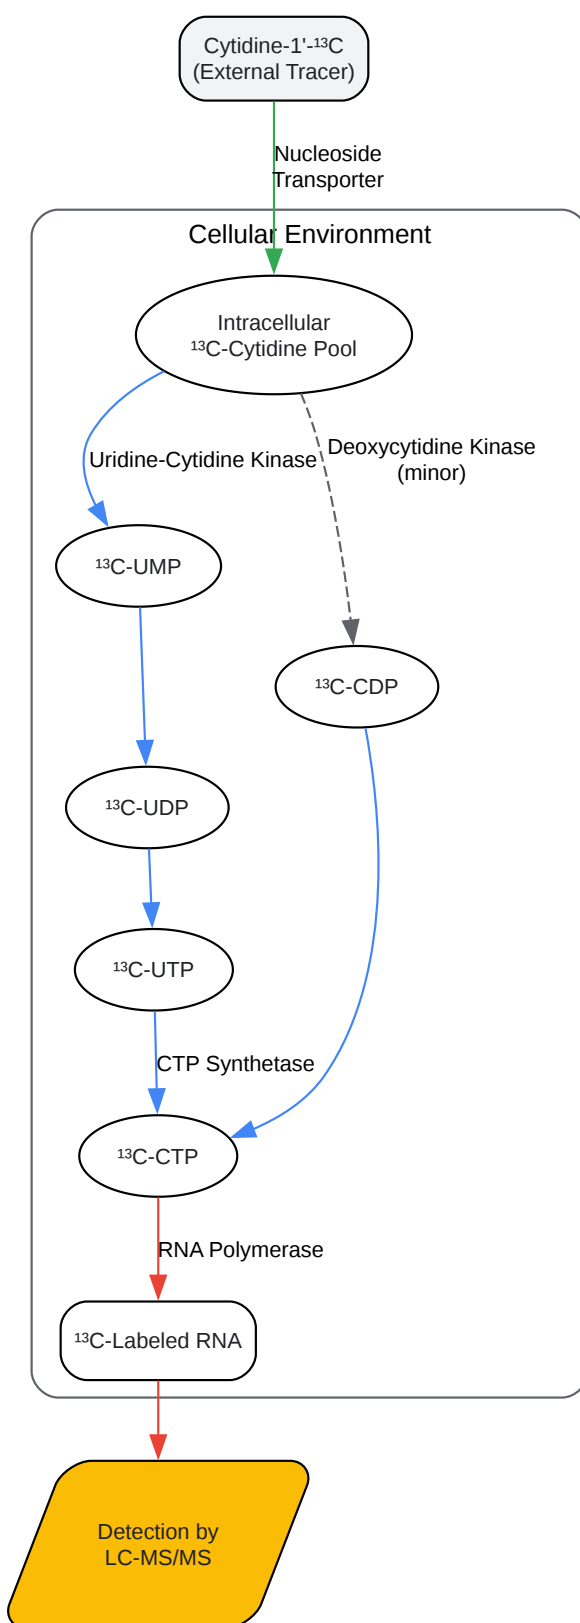 Cytidine-1'-¹³C
(External Tracer)
Nucleoside
Transporter
Cellular Environment
Intracellular
¹³C-Cytidine Pool
Uridine-Cytidine Kinase
Deoxycytidine Kinase
(minor)
¹³C-UMP
¹³C-CDP
¹³C-UDP
¹³C-UTP
CTP Synthetase
¹³C-CTP
RNA Polymerase
¹³C-Labeled RNA
Detection by
LC-MS/MS